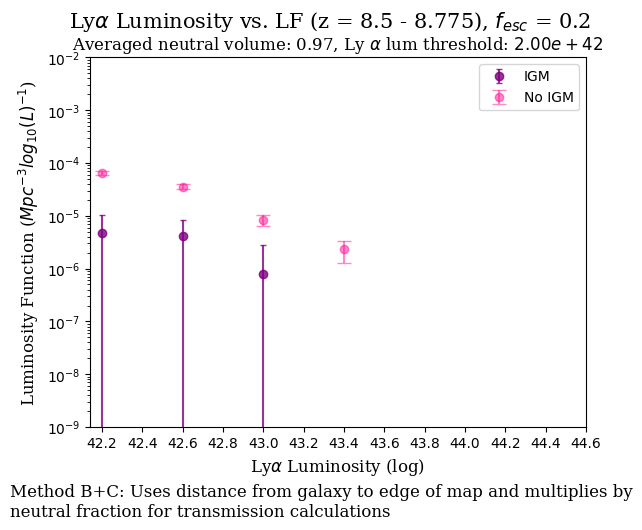 Lyα Luminosity vs. LF (z = 8.5 - 8.775), f_esc = 0.2
Averaged neutral volume: 0.97, Ly α lum threshold: 2.00e + 42
IGM
No IGM
Luminosity Function (Mpc⁻³log₁₀(L)⁻¹)
10⁻²
10⁻³
10⁻⁴
10⁻⁵
10⁻⁶
10⁻⁷
10⁻⁸
10⁻⁹
42.2 42.4 42.6 42.8 43.0 43.2 43.4 43.6 43.8 44.0 44.2 44.4 44.6
Lyα Luminosity (log)
Method B+C: Uses distance from galaxy to edge of map and multiplies by
neutral fraction for transmission calculations